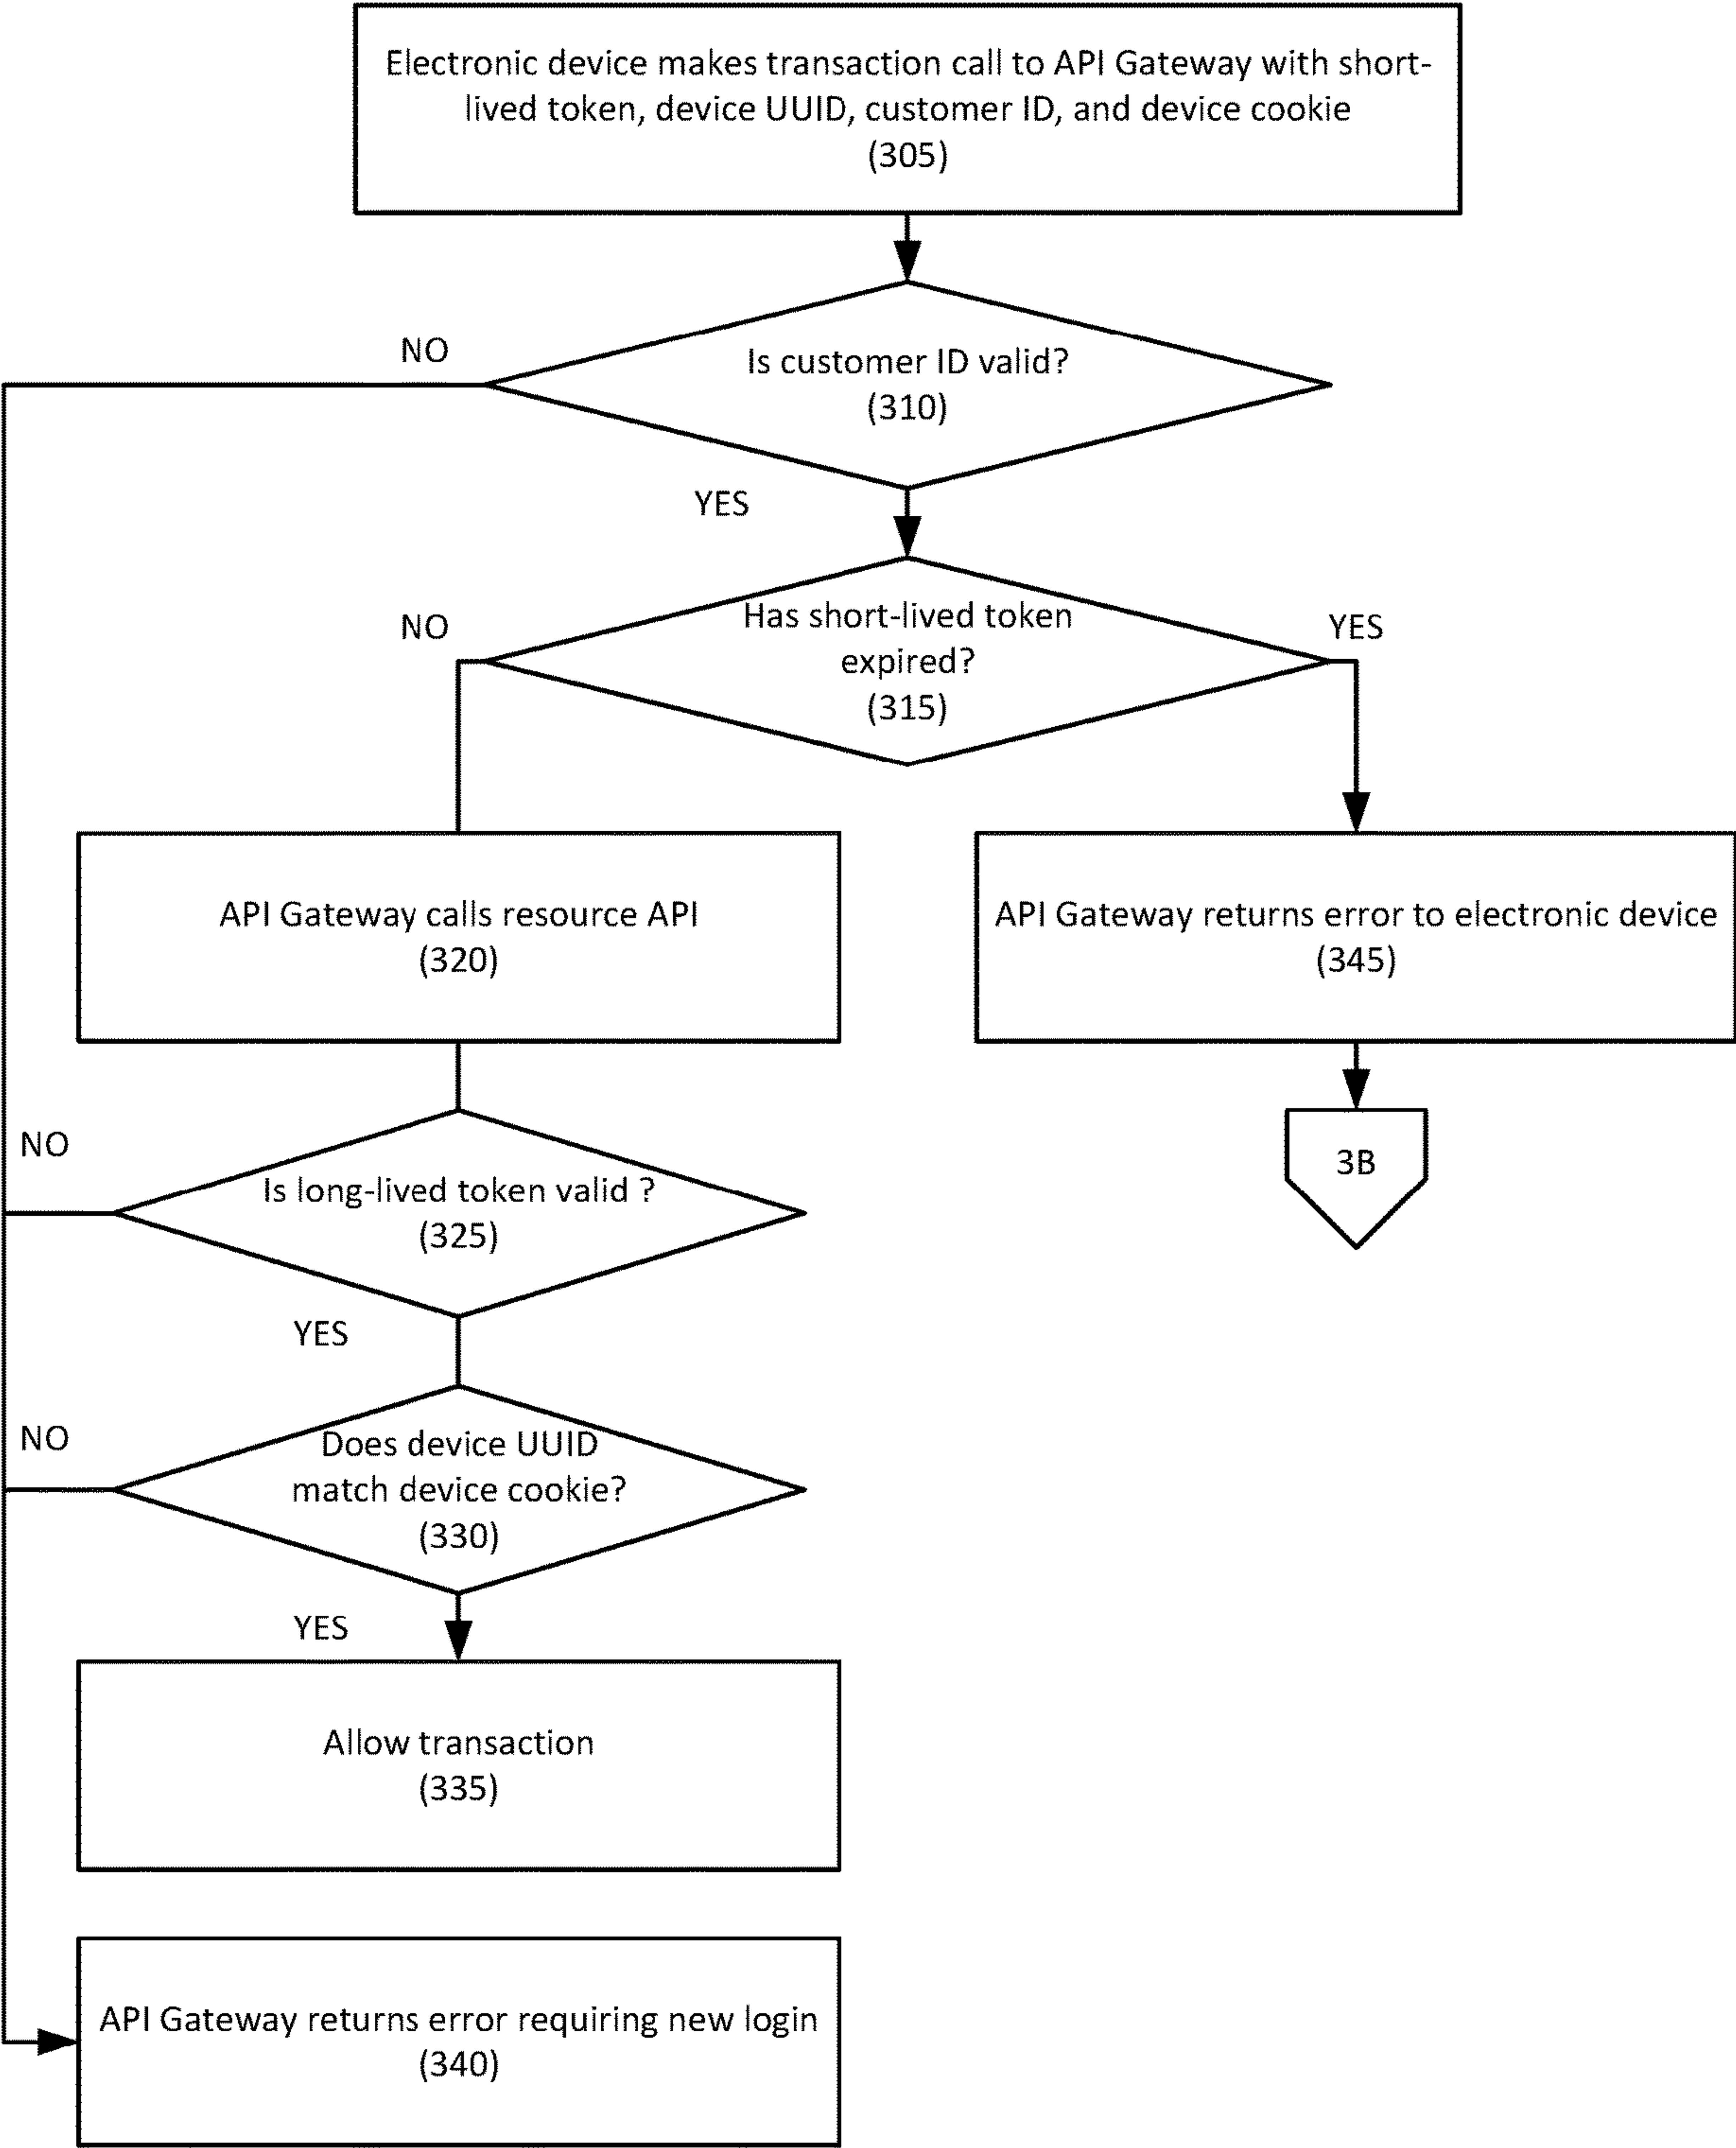 Electronic device makes transaction call to API Gateway with short-
lived token, device UUID, customer ID, and device cookie
(305)
NO
Is customer ID valid?
(310)
YES
NO
Has short-lived token
expired?
(315)
YES
API Gateway calls resource API
(320)
API Gateway returns error to electronic device
(345)
NO
Is long-lived token valid ?
(325)
3B
YES
NO
Does device UUID
match device cookie?
(330)
YES
Allow transaction
(335)
API Gateway returns error requiring new login
(340)